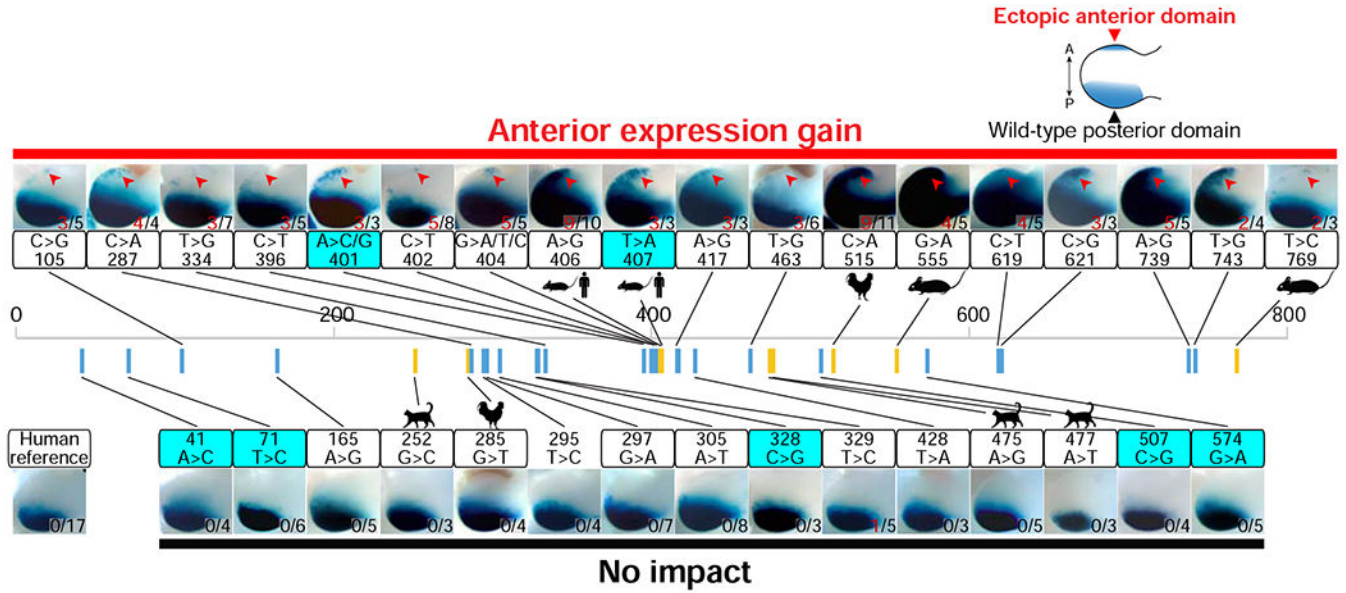 Ectopic anterior domain
A
P
Wild-type posterior domain
Anterior expression gain
3/5 4/4 3/7 3/5 3/3 5/8 5/5 9/10 3/3 3/3 3/6 9/11 4/5 4/5 3/3 5/5 2/4 2/3
C>G C>A T>G C>T A>C/G C>T G>A/T/C A>G T>A A>G T>G C>A G>A C>T C>G A>G T>G T>C
105 287 334 396 401 402 404 406 407 417 463 515 555 619 621 739 743 769
0 200 400 600 800
Human 41 71 165 252 285 295 297 305 328 329 428 475 477 507 574
reference A>C T>C A>G G>C G>T T>C G>A A>T C>G T>C T>A A>G A>T C>G G>A
0/17 0/4 0/6 0/5 0/3 0/4 0/4 0/7 0/8 0/3 1/5 0/3 0/5 0/3 0/4 0/5
No impact